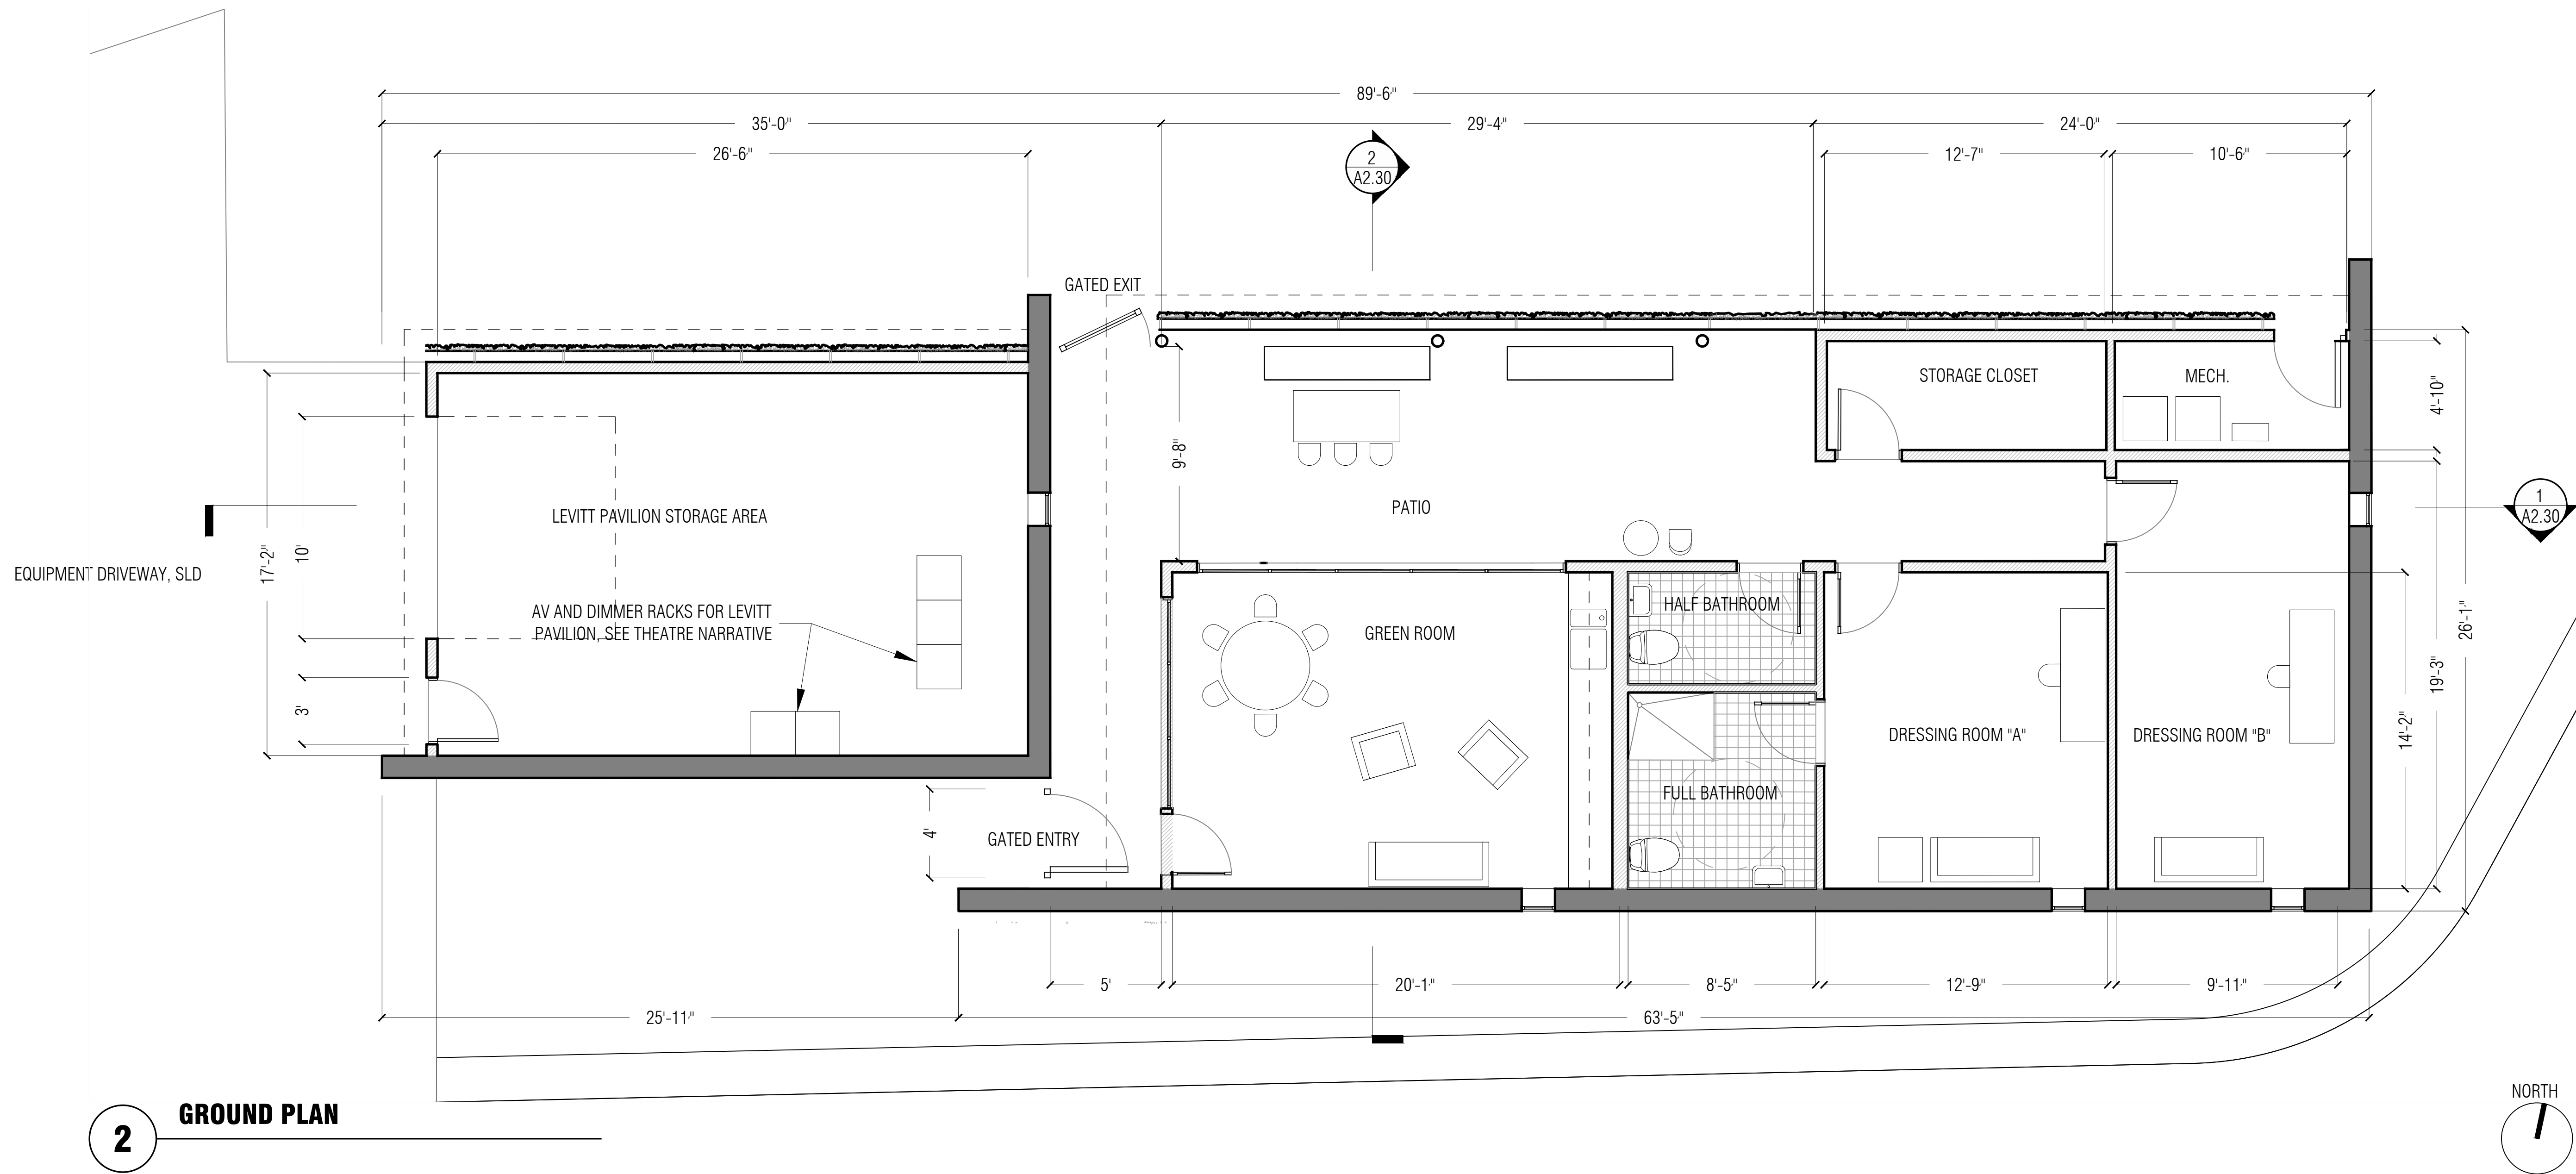 89'-6"
35'-0"
29'-4"
24'-0"
26'-6"
12'-7"
10'-6"
2
A2.30
GATED EXIT
STORAGE CLOSET
MECH.
4'-10"
9'-8"
LEVITT PAVILION STORAGE AREA
PATIO
1
A2.30
EQUIPMENT DRIVEWAY, SLD
17'-2"
10'
AV AND DIMMER RACKS FOR LEVITT
PAVILION, SEE THEATRE NARRATIVE
GREEN ROOM
HALF BATHROOM
26'-1"
19'-3"
14'-2"
3'
DRESSING ROOM "A"
DRESSING ROOM "B"
FULL BATHROOM
4'
GATED ENTRY
5'
20'-1"
8'-5"
12'-9"
9'-11"
25'-11"
63'-5"
2
GROUND PLAN
NORTH